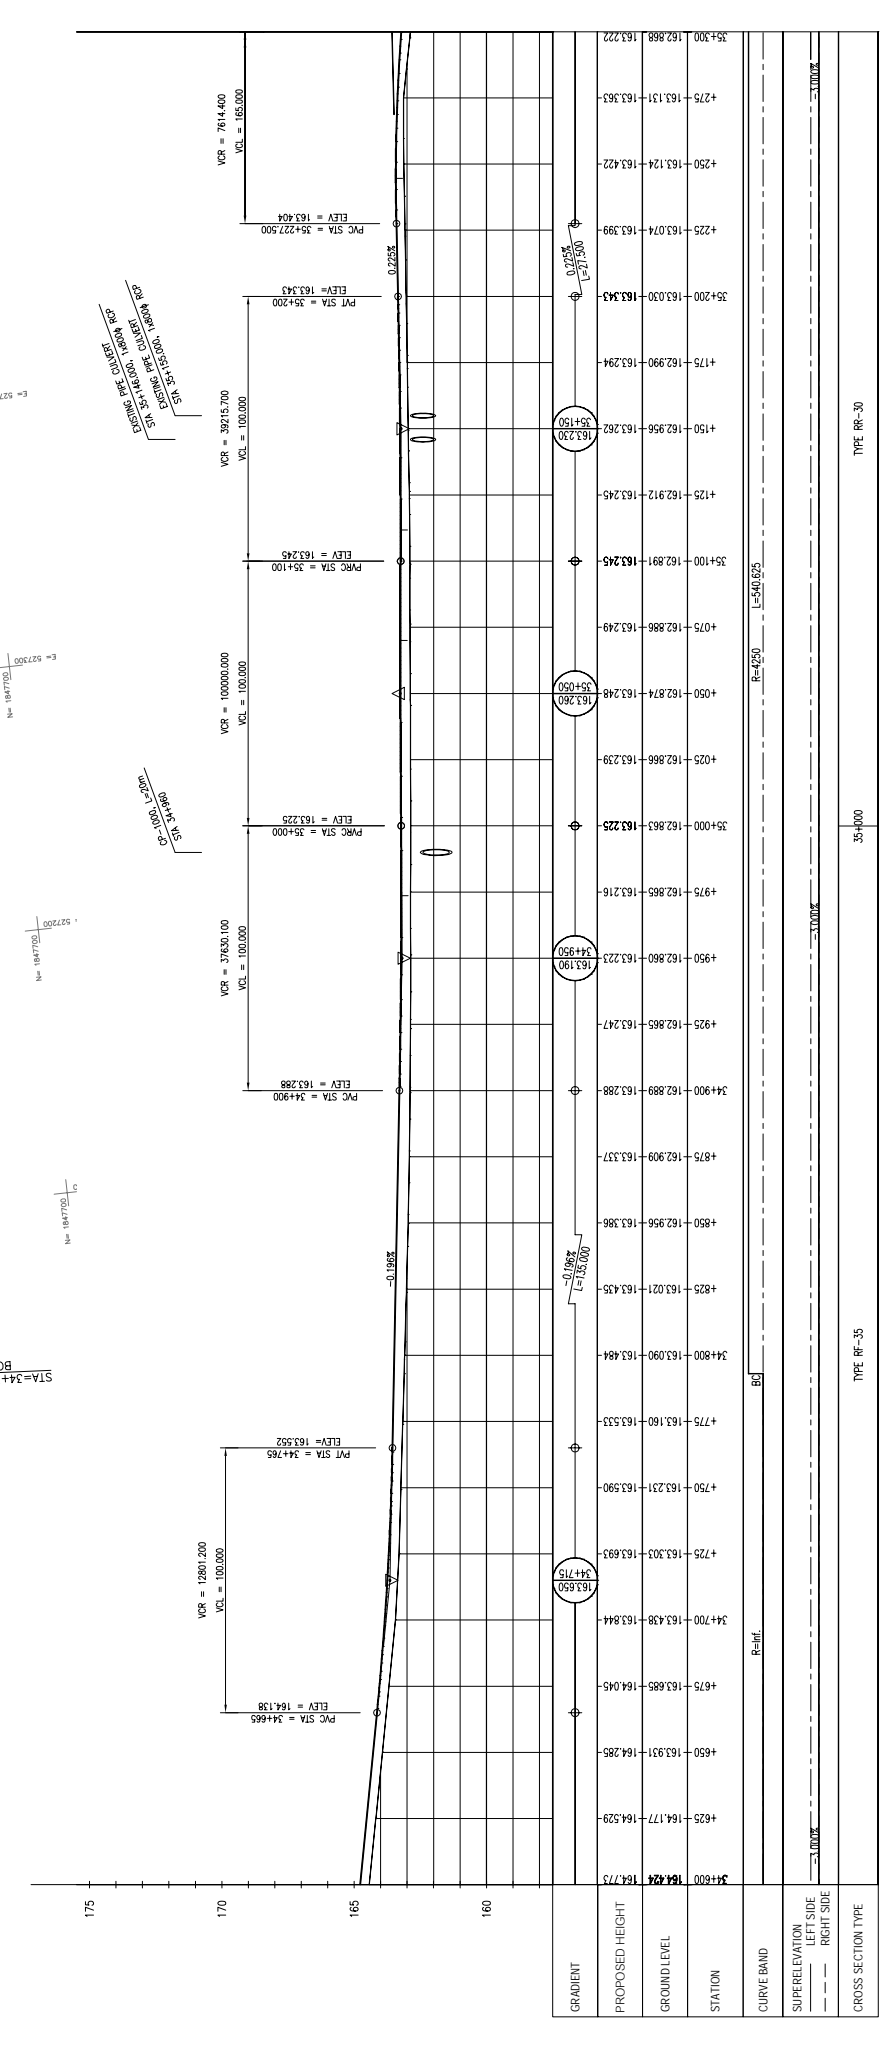 VCR = 7614.400
VCL = 165.000
PVC STA = 35+227.500
ELEV = 163.404
0.225%
PVT STA = 35+200
ELEV = 163.343
EXISTING PIPE CULVERT
STA 35+146.000, 1x800ϕ RCP
EXISTING PIPE CULVERT
STA 35+155.000, 1x800ϕ RCP
VCR = 39215.700
VCL = 100.000
PVRC STA = 35+100
ELEV = 163.245
VCR = 100000.000
VCL = 100.000
N= 1847700
E= 527300
CP-1000, L=20m
STA 34+960
PVRC STA = 35+000
ELEV = 163.225
N= 1847700
527200
VCR = 37630.100
VCL = 100.000
PVC STA = 34+900
ELEV = 163.288
N= 1847700
-0.196%
STA=34+
BC
PVT STA = 34+765
ELEV= 163.552
VCR = 12801.200
VCL = 100.000
PVC STA = 34+665
ELEV = 164.138
175
170
165
160
GRADIENT
34+715
163.650
-0.196%
L=135.000
34+950
163.190
35+050
163.260
35+150
163.230
0.225%
L=27.500
PROPOSED HEIGHT
164.773
164.529
164.285
164.045
163.844
163.693
163.590
163.533
163.484
163.435
163.386
163.337
163.288
163.247
163.223
163.216
163.225
163.239
163.248
163.249
163.245
163.245
163.262
163.294
163.343
163.399
163.422
163.363
163.222
GROUND LEVEL
164.424
164.177
163.931
163.685
163.438
163.303
163.231
163.160
163.090
163.021
162.956
162.909
162.889
162.865
162.860
162.865
162.863
162.866
162.874
162.886
162.891
162.912
162.956
162.990
163.030
163.074
163.124
163.131
162.868
STATION
34+600
+625
+650
+675
34+700
+725
+750
+775
34+800
+825
+850
+875
34+900
+925
+950
+975
35+000
+025
+050
+075
35+100
+125
+150
+175
35+200
+225
+250
+275
35+300
CURVE BAND
R=Inf.
BC
R=4250
L=540.625
SUPERELEVATION
LEFT SIDE
RIGHT SIDE
-3.000%
-3.000%
-3.000%
CROSS SECTION TYPE
TYPE RF-35
35+000
TYPE RR-30